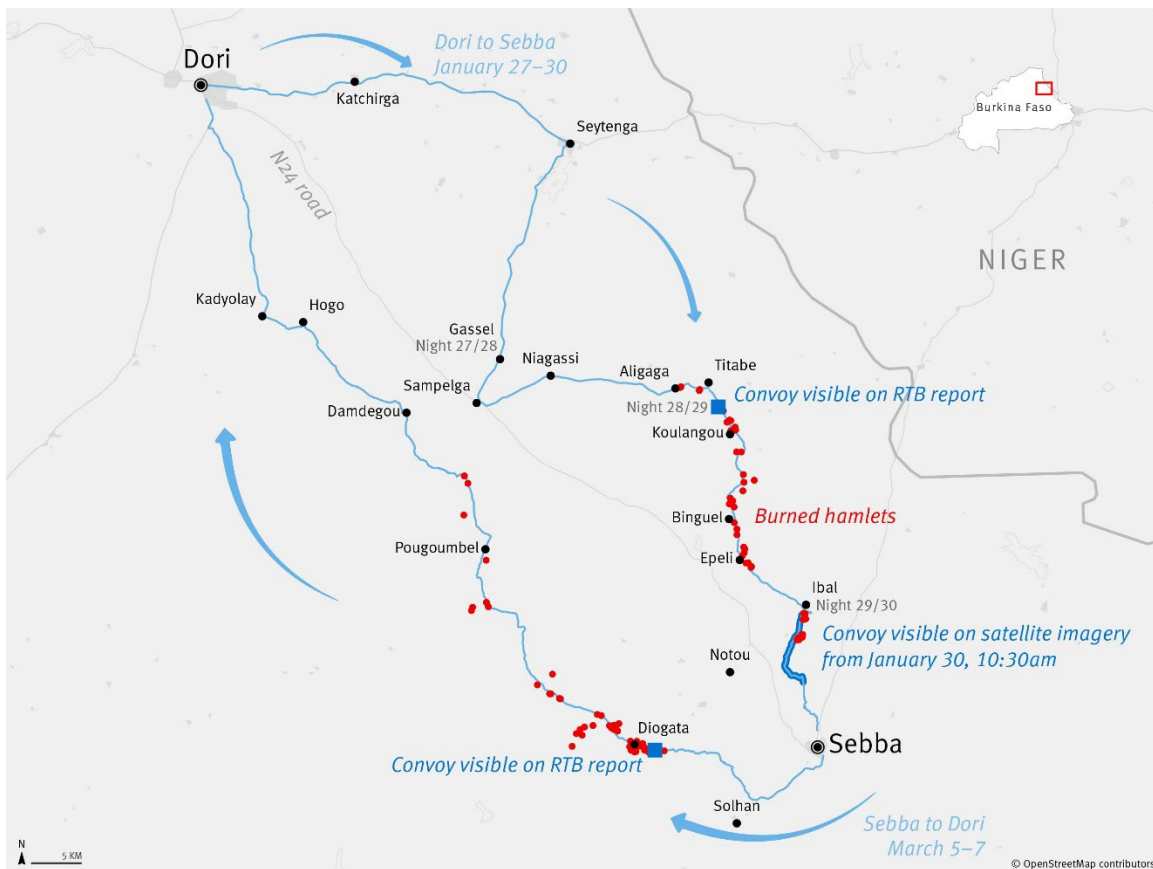 Dori
Dori to Sebba
January 27–30
Katchirga
Burkina Faso
Seytenga
N24 road
NIGER
Kadyolay
Hogo
Gassel
Night 27/28
Niagassi
Aligaga
Titabe
Sampelga
Night 28/29
Convoy visible on RTB report
Damdegou
Koulangou
Binguel
Burned hamlets
Pougoumbel
Epeli
Ibal
Night 29/30
Convoy visible on satellite imagery
from January 30, 10:30am
Notou
Diogata
Sebba
Convoy visible on RTB report
Solhan
Sebba to Dori
March 5–7
N
5 KM
© OpenStreetMap contributors